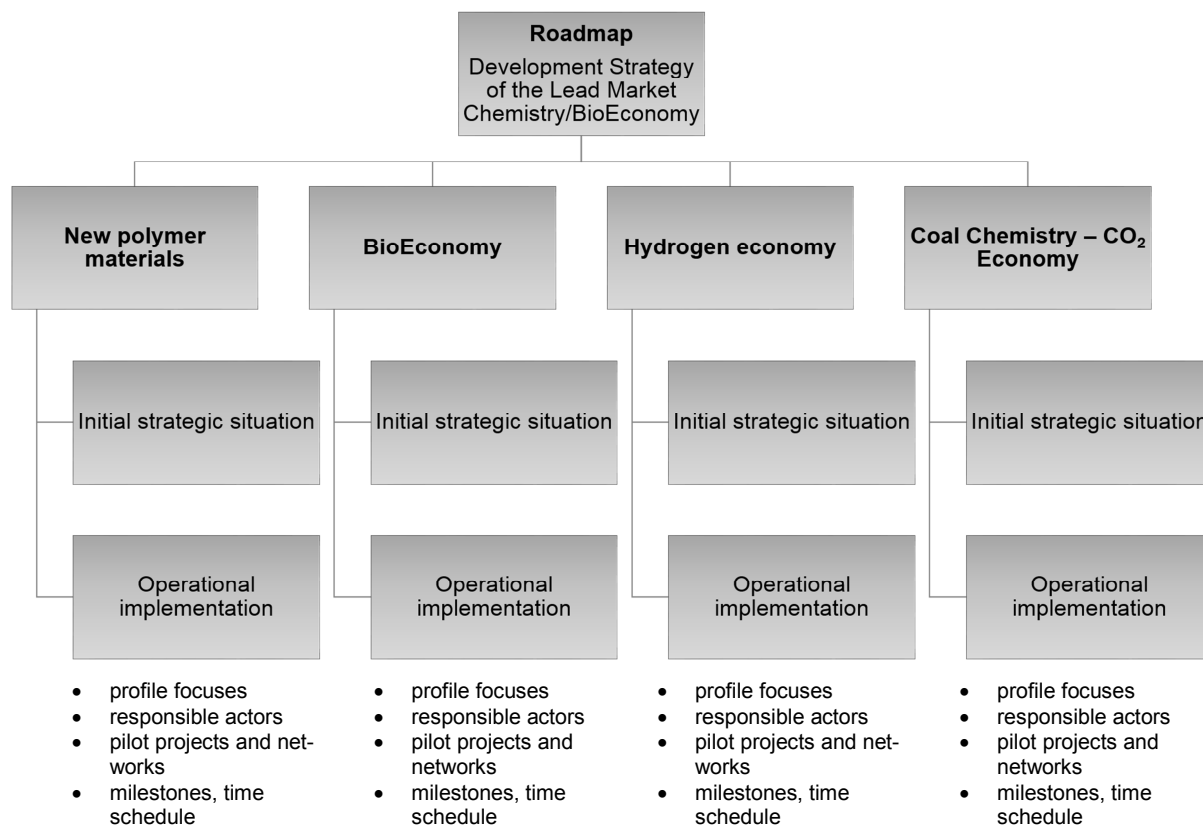 Roadmap
Development Strategy
of the Lead Market
Chemistry/BioEconomy
New polymer
materials
BioEconomy
Hydrogen economy
Coal Chemistry – CO₂
Economy
Initial strategic situation
Initial strategic situation
Initial strategic situation
Initial strategic situation
Operational
implementation
Operational
implementation
Operational
implementation
Operational
implementation
• profile focuses
• responsible actors
• pilot projects and net-
works
• milestones, time
schedule
• profile focuses
• responsible actors
• pilot projects and
networks
• milestones, time
schedule
• profile focuses
• responsible actors
• pilot projects and net-
works
• milestones, time
schedule
• profile focuses
• responsible actors
• pilot projects and
networks
• milestones, time
schedule